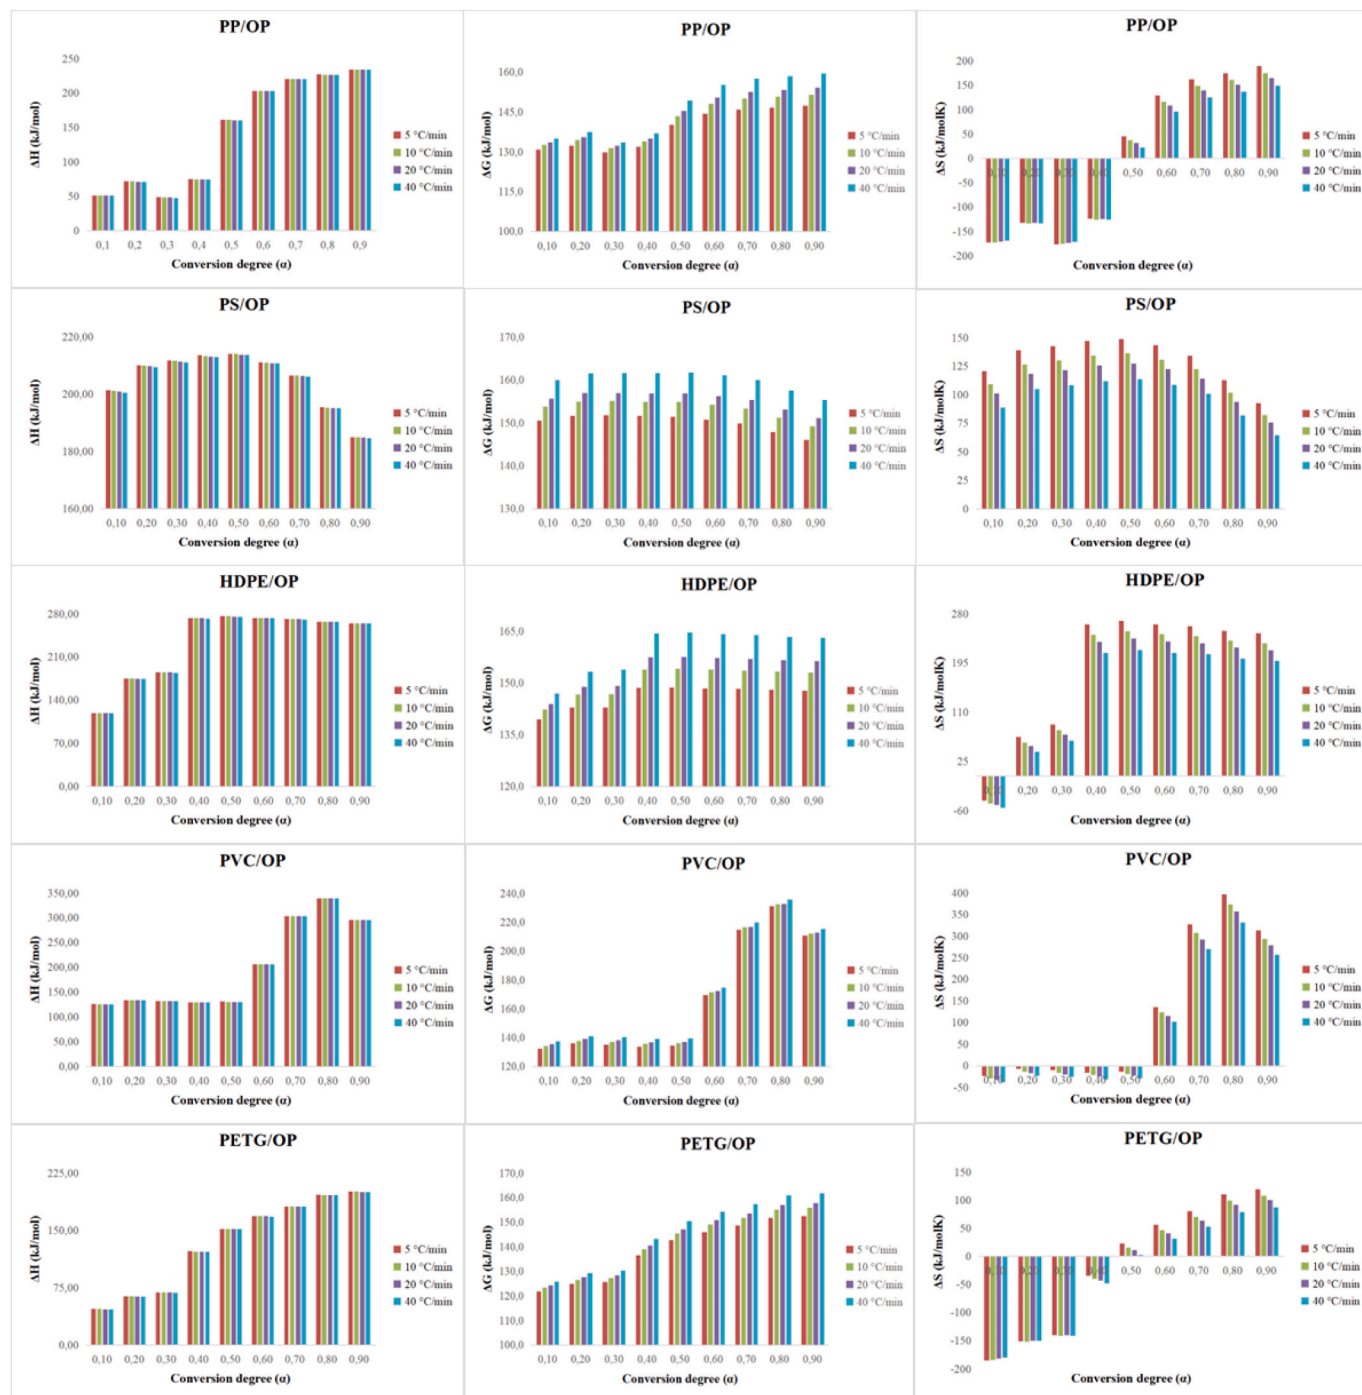 PP/OP
ΔH (kJ/mol)
250
200
150
100
50
0
0,1 0,2 0,3 0,4 0,5 0,6 0,7 0,8 0,9
Conversion degree (α)
5 °C/min
10 °C/min
20 °C/min
40 °C/min
PP/OP
ΔG (kJ/mol)
160,0
145,0
130,0
115,0
100,0
0,10 0,20 0,30 0,40 0,50 0,60 0,70 0,80 0,90
Conversion degree (α)
5 °C/min
10 °C/min
20 °C/min
40 °C/min
PP/OP
ΔS (kJ/molK)
200
150
100
50
0
-50
-100
-150
-200
0,10 0,20 0,30 0,40 0,50 0,60 0,70 0,80 0,90
Conversion degree (α)
5 °C/min
10 °C/min
20 °C/min
40 °C/min
PS/OP
ΔH (kJ/mol)
220,00
200,00
180,00
160,00
0,10 0,20 0,30 0,40 0,50 0,60 0,70 0,80 0,90
Conversion degree (α)
5 °C/min
10 °C/min
20 °C/min
40 °C/min
PS/OP
ΔG (kJ/mol)
170,0
160,0
150,0
140,0
130,0
0,10 0,20 0,30 0,40 0,50 0,60 0,70 0,80 0,90
Conversion degree (α)
5 °C/min
10 °C/min
20 °C/min
40 °C/min
PS/OP
ΔS (kJ/molK)
150
125
100
75
50
25
0
0,10 0,20 0,30 0,40 0,50 0,60 0,70 0,80 0,90
Conversion degree (α)
5 °C/min
10 °C/min
20 °C/min
40 °C/min
HDPE/OP
ΔH (kJ/mol)
280,00
210,00
140,00
70,00
0,00
0,10 0,20 0,30 0,40 0,50 0,60 0,70 0,80 0,90
Conversion degree (α)
5 °C/min
10 °C/min
20 °C/min
40 °C/min
HDPE/OP
ΔG (kJ/mol)
165,0
150,0
135,0
120,0
0,10 0,20 0,30 0,40 0,50 0,60 0,70 0,80 0,90
Conversion degree (α)
5 °C/min
10 °C/min
20 °C/min
40 °C/min
HDPE/OP
ΔS (kJ/molK)
280
195
110
25
-60
0,10 0,20 0,30 0,40 0,50 0,60 0,70 0,80 0,90
Conversion degree (α)
5 °C/min
10 °C/min
20 °C/min
40 °C/min
PVC/OP
ΔH (kJ/mol)
350,00
300,00
250,00
200,00
150,00
100,00
50,00
0,00
0,10 0,20 0,30 0,40 0,50 0,60 0,70 0,80 0,90
Conversion degree (α)
5 °C/min
10 °C/min
20 °C/min
40 °C/min
PVC/OP
ΔG (kJ/mol)
240,0
220,0
200,0
180,0
160,0
140,0
120,0
0,10 0,20 0,30 0,40 0,50 0,60 0,70 0,80 0,90
Conversion degree (α)
5 °C/min
10 °C/min
20 °C/min
40 °C/min
PVC/OP
ΔS (kJ/molK)
400
350
300
250
200
150
100
50
0
-50
0,10 0,20 0,30 0,40 0,50 0,60 0,70 0,80 0,90
Conversion degree (α)
5 °C/min
10 °C/min
20 °C/min
40 °C/min
PETG/OP
ΔH (kJ/mol)
225,00
150,00
75,00
0,00
0,10 0,20 0,30 0,40 0,50 0,60 0,70 0,80 0,90
Conversion degree (α)
5 °C/min
10 °C/min
20 °C/min
40 °C/min
PETG/OP
ΔG (kJ/mol)
170,0
160,0
150,0
140,0
130,0
120,0
110,0
100,0
0,10 0,20 0,30 0,40 0,50 0,60 0,70 0,80 0,90
Conversion degree (α)
5 °C/min
10 °C/min
20 °C/min
40 °C/min
PETG/OP
ΔS (kJ/molK)
150
100
50
0
-50
-100
-150
-200
0,10 0,20 0,30 0,40 0,50 0,60 0,70 0,80 0,90
Conversion degree (α)
5 °C/min
10 °C/min
20 °C/min
40 °C/min